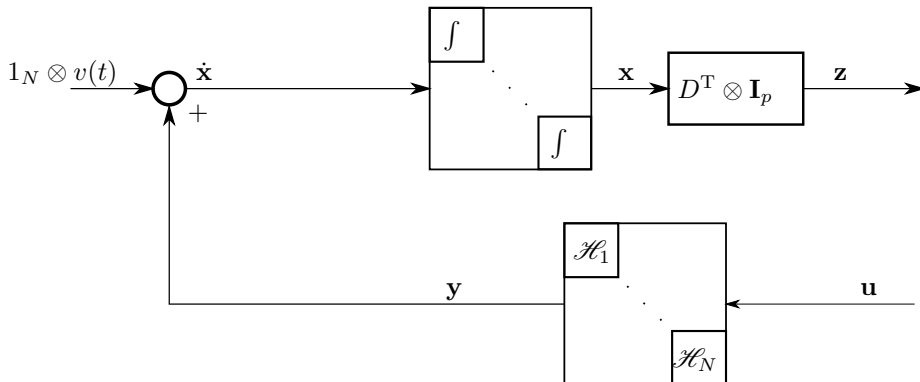 ∫
1_N ⊗ v(t)
ẋ
x
D^T ⊗ I_p
z
+
∫
ℋ_1
y
u
ℋ_N